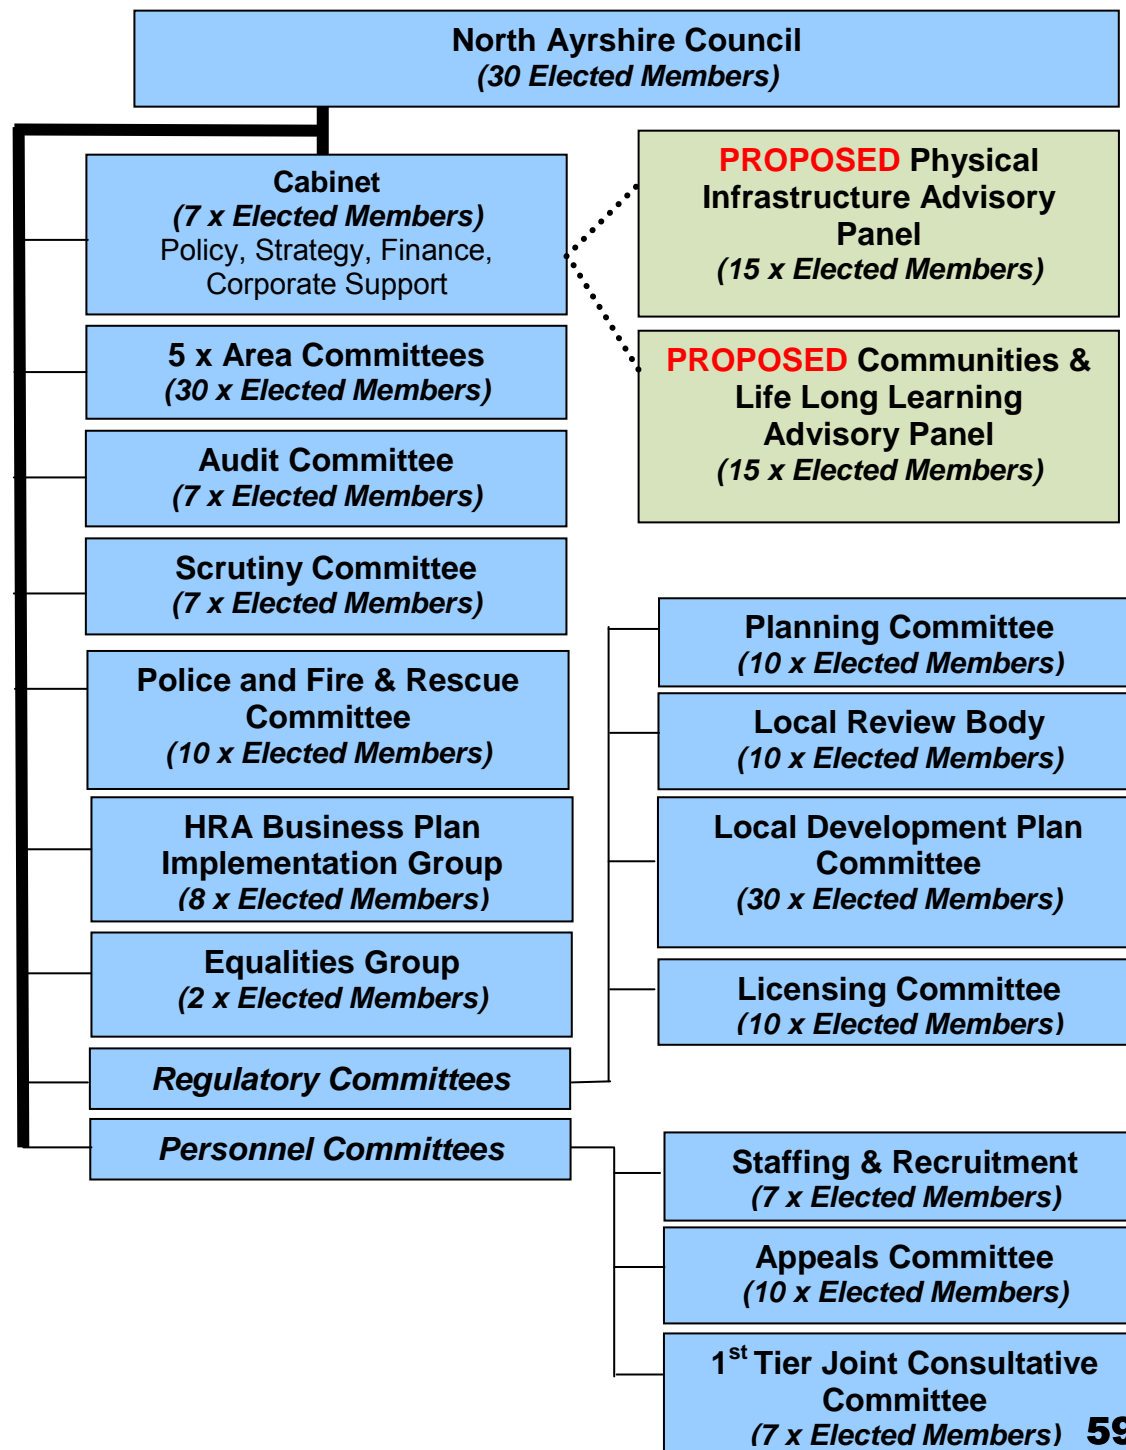 North Ayrshire Council
(30 Elected Members)
Cabinet
(7 x Elected Members)
Policy, Strategy, Finance,
Corporate Support
PROPOSED Physical
Infrastructure Advisory
Panel
(15 x Elected Members)
PROPOSED Communities &
Life Long Learning
Advisory Panel
(15 x Elected Members)
5 x Area Committees
(30 x Elected Members)
Audit Committee
(7 x Elected Members)
Scrutiny Committee
(7 x Elected Members)
Police and Fire & Rescue
Committee
(10 x Elected Members)
HRA Business Plan
Implementation Group
(8 x Elected Members)
Equalities Group
(2 x Elected Members)
Regulatory Committees
Planning Committee
(10 x Elected Members)
Local Review Body
(10 x Elected Members)
Local Development Plan
Committee
(30 x Elected Members)
Licensing Committee
(10 x Elected Members)
Personnel Committees
Staffing & Recruitment
(7 x Elected Members)
Appeals Committee
(10 x Elected Members)
1st Tier Joint Consultative
Committee
(7 x Elected Members)
59